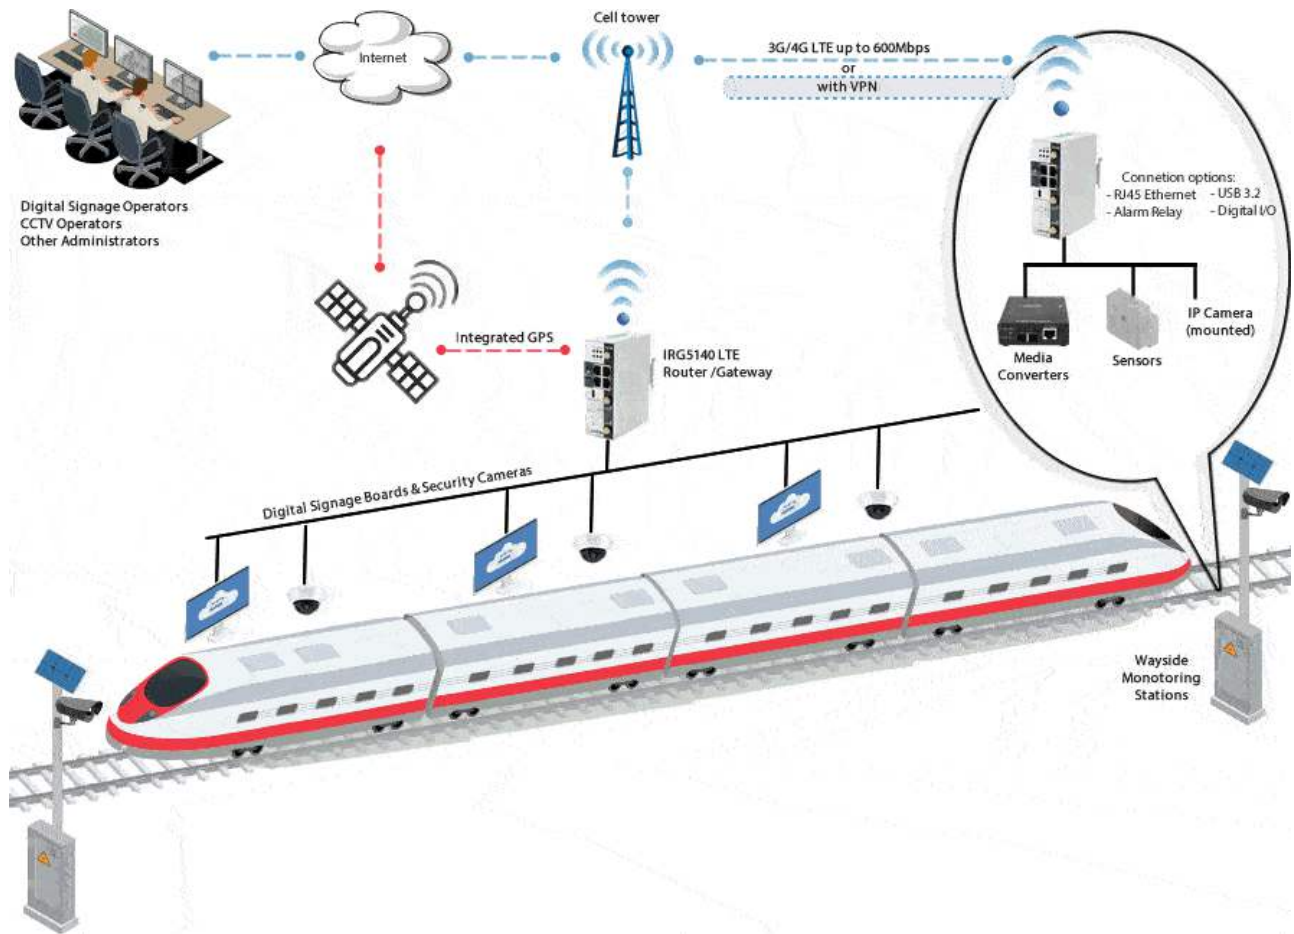 Cell tower
Internet
3G/4G LTE up to 600Mbps
or
with VPN
Connetion options:
- RJ45 Ethernet - USB 3.2
- Alarm Relay - Digital I/O
Digital Signage Operators
CCTV Operators
Other Administrators
Integrated GPS
IRG5140 LTE
Router /Gateway
IP Camera
(mounted)
Media
Converters
Sensors
Digital Signage Boards & Security Cameras
Wayside
Monotoring
Stations